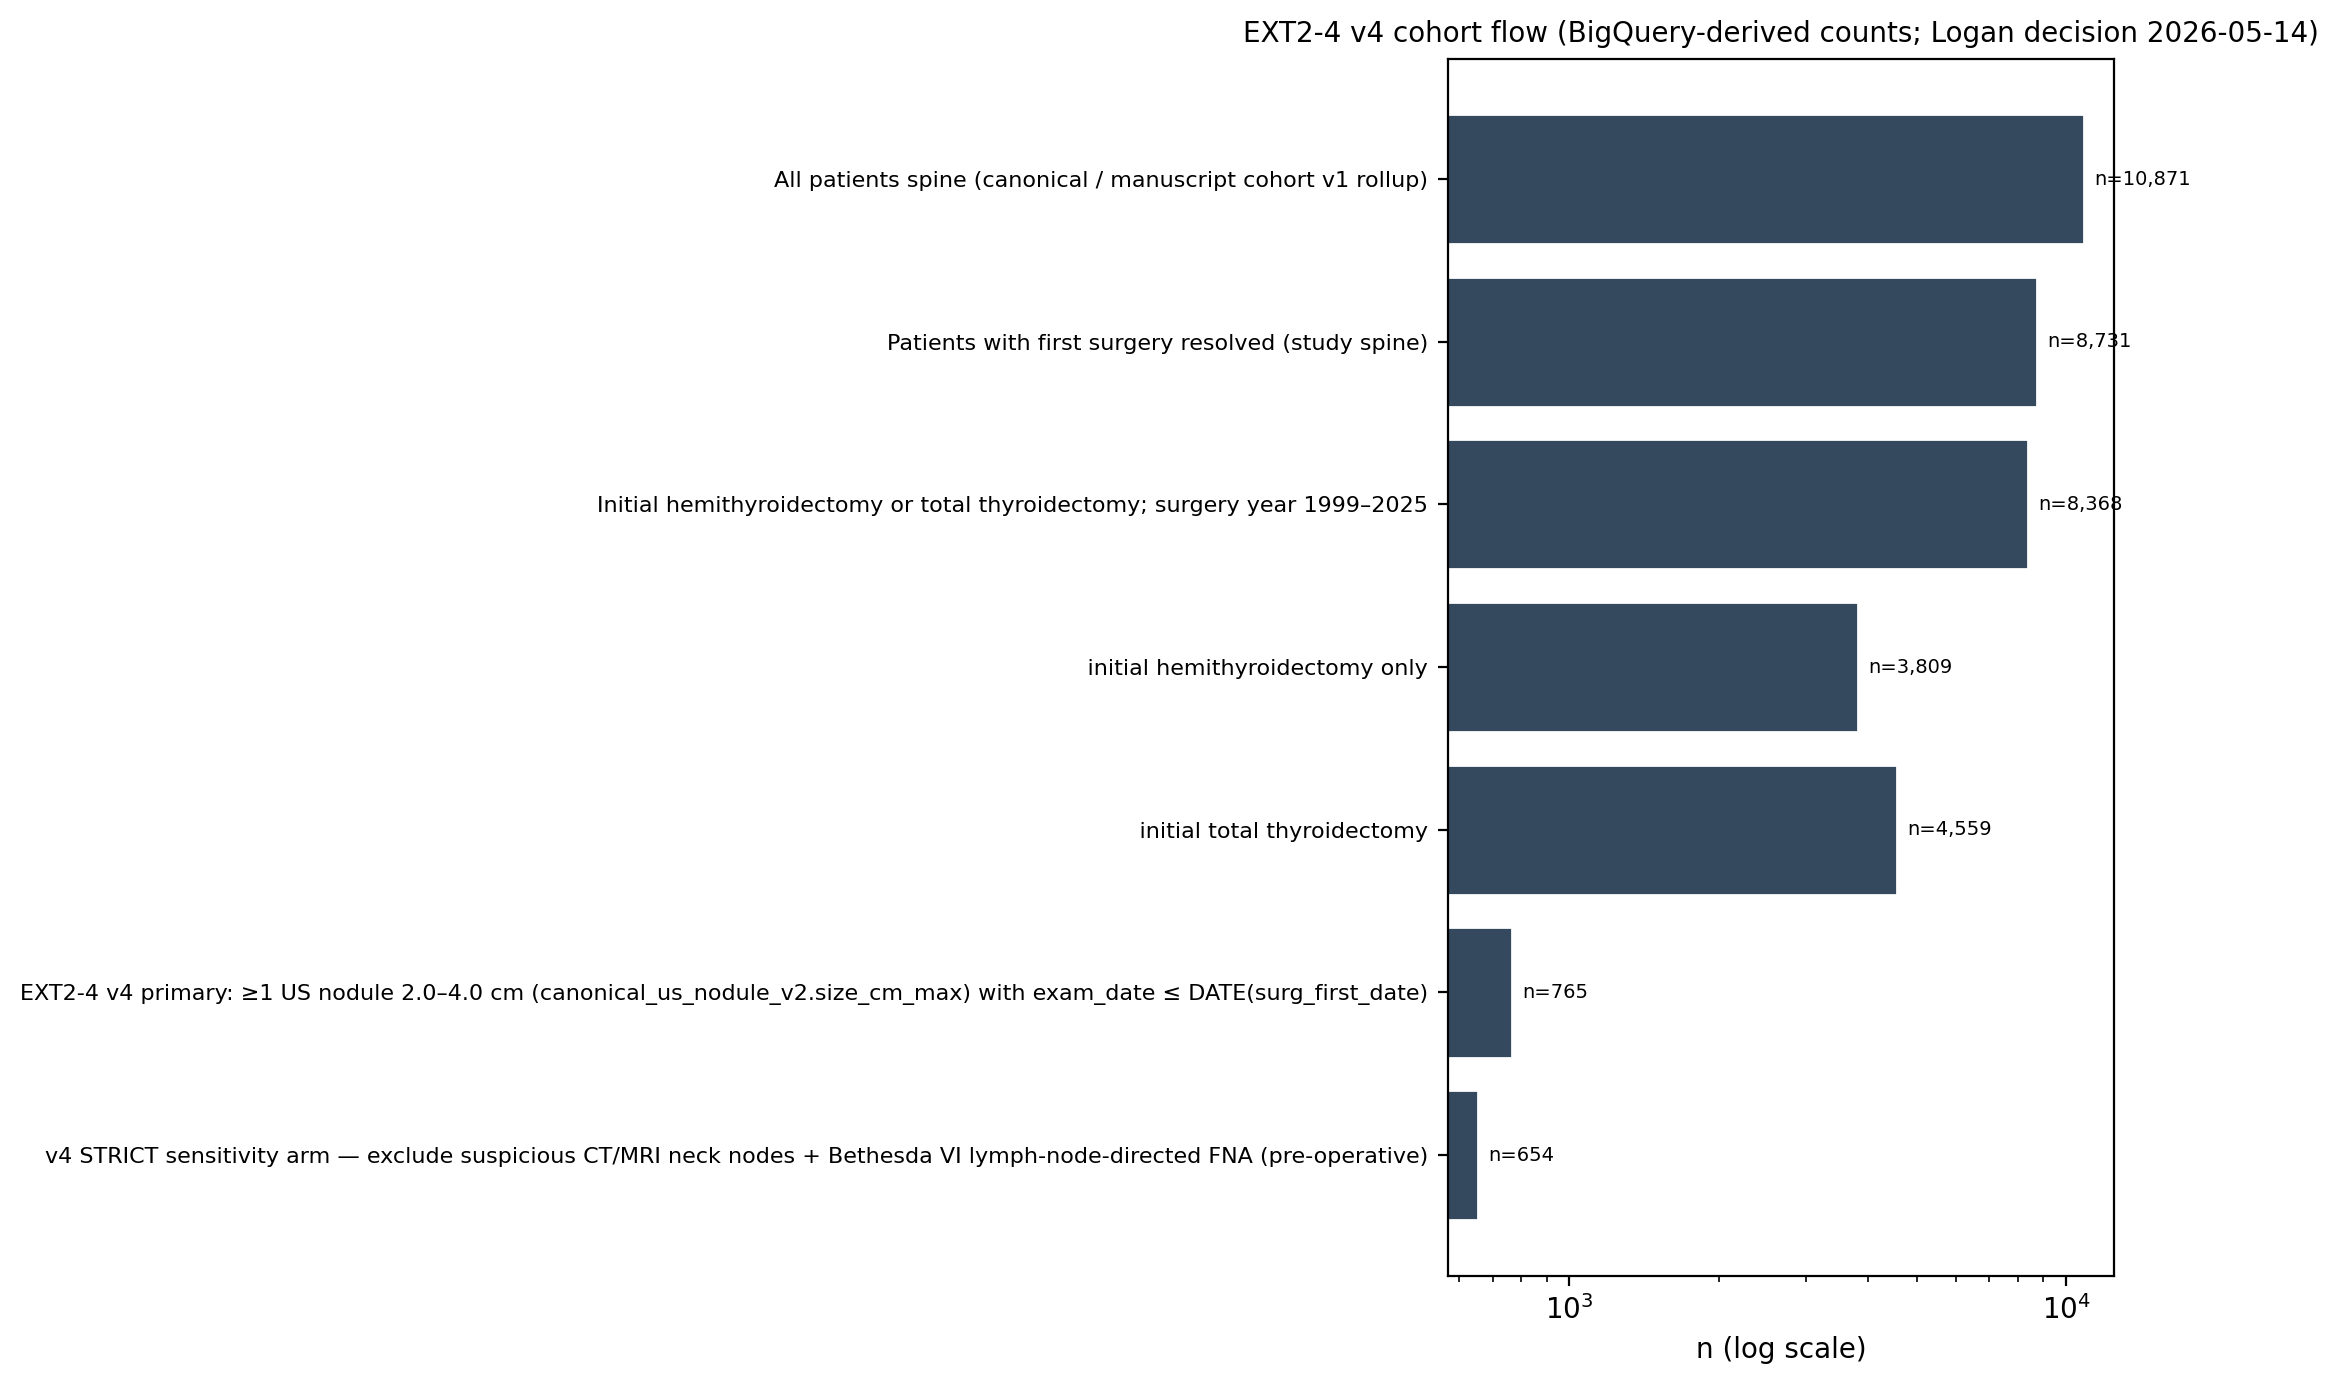 EXT2-4 v4 cohort flow (BigQuery-derived counts; Logan decision 2026-05-14)
All patients spine (canonical / manuscript cohort v1 rollup) n=10,871
Patients with first surgery resolved (study spine) n=8,731
Initial hemithyroidectomy or total thyroidectomy; surgery year 1999–2025 n=8,368
initial hemithyroidectomy only n=3,809
initial total thyroidectomy n=4,559
EXT2-4 v4 primary: ≥1 US nodule 2.0–4.0 cm (canonical_us_nodule_v2.size_cm_max) with exam_date ≤ DATE(surg_first_date) n=765
v4 STRICT sensitivity arm — exclude suspicious CT/MRI neck nodes + Bethesda VI lymph-node-directed FNA (pre-operative) n=654
10³ 10⁴
n (log scale)